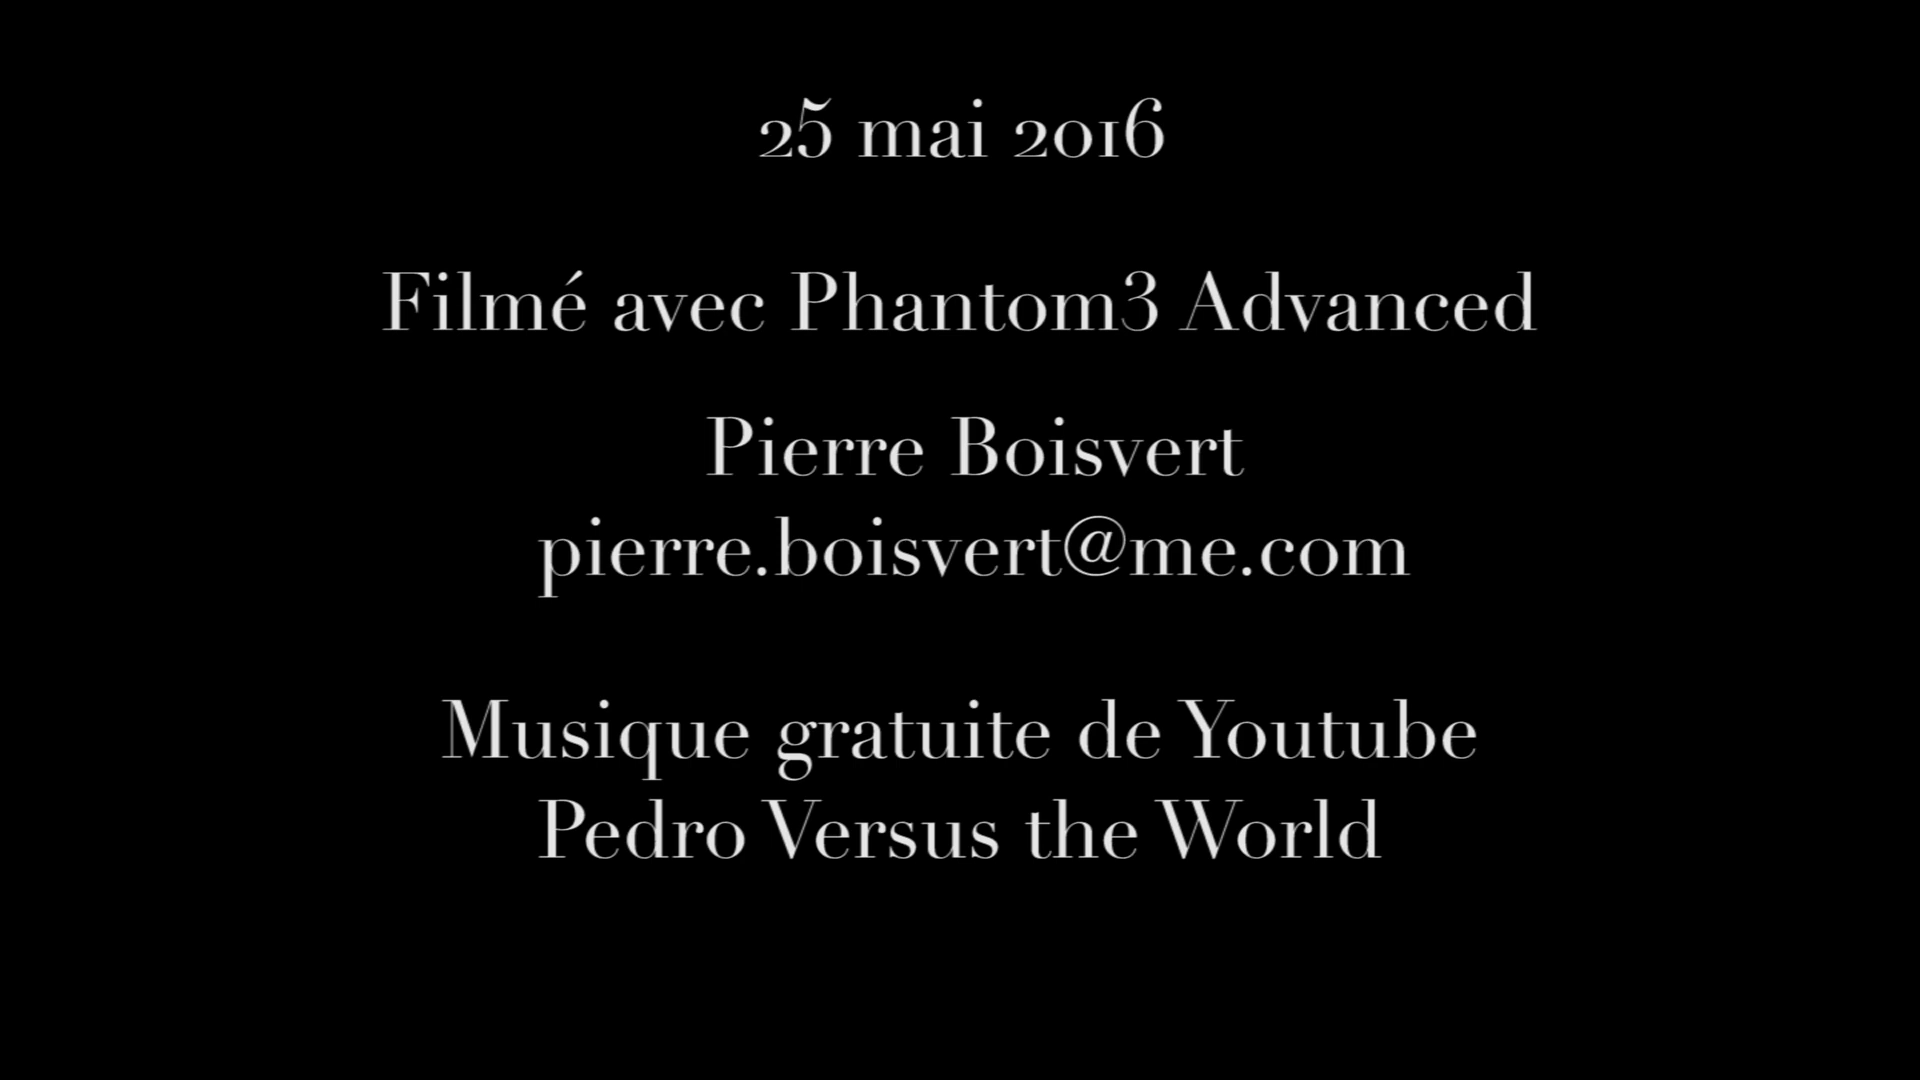 25 mai 2016
Filmé avec Phantom3 Advanced
Pierre Boisvert
pierre.boisvert@me.com
Musique gratuite de Youtube
Pedro Versus the World